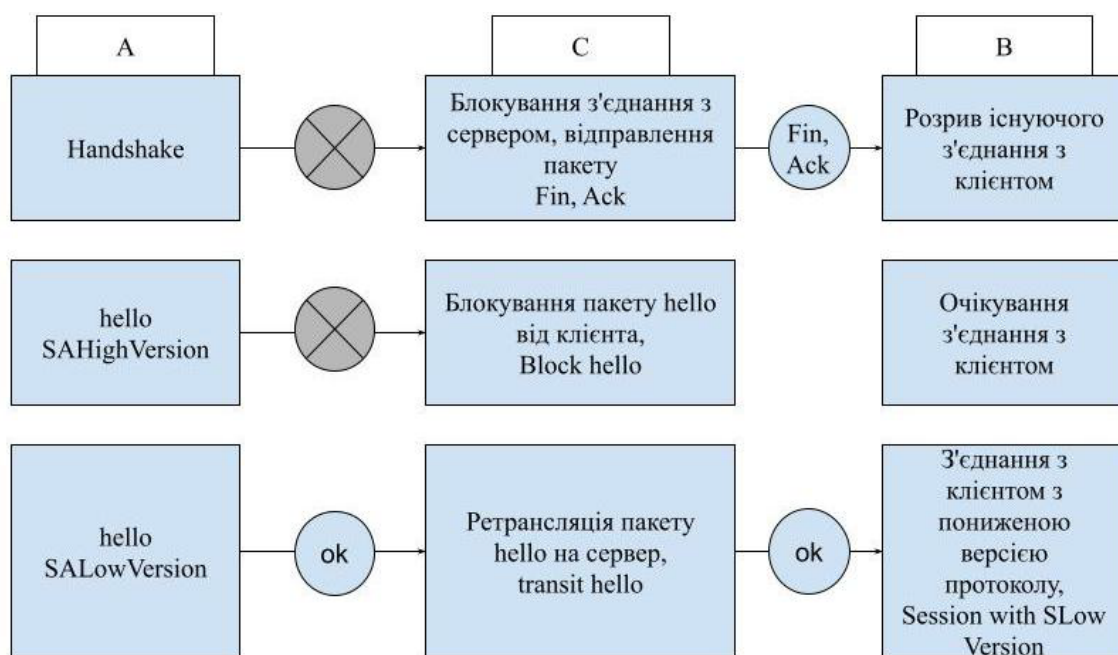 A
C
B
Handshake
Блокування з'єднання з
сервером, відправлення
пакету
Fin, Ack
Fin,
Ack
Розрив існуючого
з'єднання з
клієнтом
hello
SAHighVersion
Блокування пакету hello
від клієнта,
Block hello
Очікування
з'єднання з
клієнтом
hello
SALowVersion
ok
Ретрансляція пакету
hello на сервер,
transit hello
ok
З'єднання з
клієнтом з
пониженою
версією
протоколу,
Session with SLow
Version